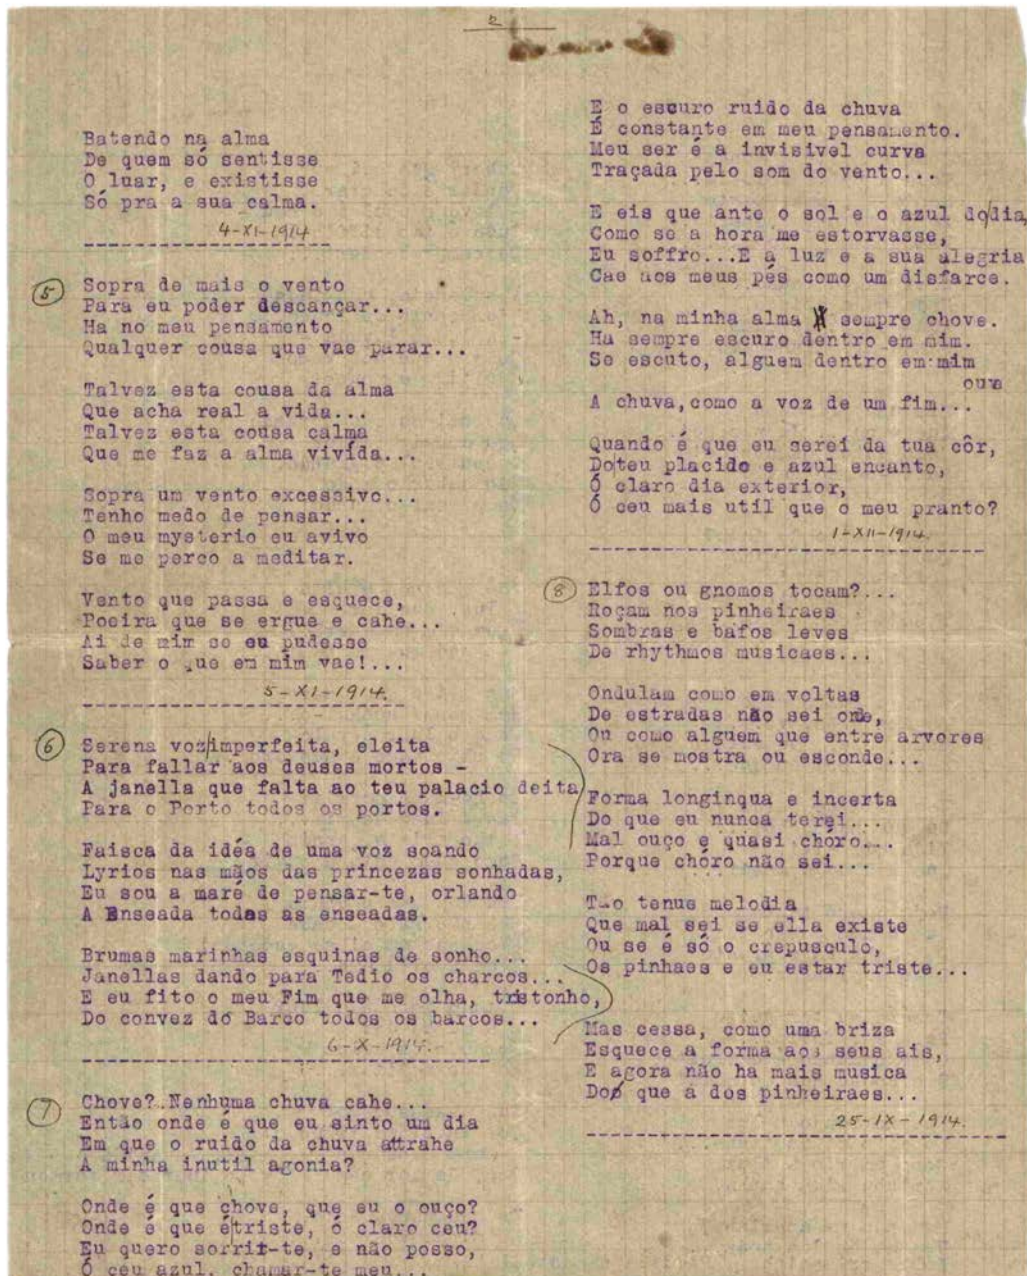 2
Batendo na alma
De quem só sentisse
O luar, e existisse
Só pra a sua calma.
4-XI-1914
5
Sopra de mais o vento
Para eu poder descançar...
Ha no meu pensamento
Qualquer cousa que vae parar...
Talvez esta cousa da alma
Que acha real a vida...
Talvez esta cousa calma
Que me faz a alma vivida...
Sopra um vento excessivo...
Tenho medo de pensar...
O meu mysterio eu avivo
Se me perco a meditar.
Vento que passa e esquece,
Poeira que se ergue e cahe...
Ai de mim se eu pudesse
Saber o que em mim vae!...
5-XI-1914.
6
Serena voz imperfeita, eleita
Para fallar aos deuses mortos -
A janella que falta ao teu palacio deita
Para o Porto todos os portos.
Faisca da idéa de uma voz soando
Lyrios nas mãos das princezas sonhadas,
Eu sou a maré de pensar-te, orlando
A Enseada todas as enseadas.
Brumas marinhas esquinas de sonho...
Janellas dando para Tedio os charcos...
E eu fito o meu Fim que me olha, tristonho,
Do convez do Barco todos os barcos...
6-X-1914.
7
Chove? Nenhuma chuva cahe...
Então onde é que eu sinto um dia
Em que o ruido da chuva attrahe
A minha inutil agonia?
Onde é que chove, que eu o ouço?
Onde é que é triste, ó claro ceu?
Eu quero sorrir-te, e não posso,
Ó ceu azul, chamar-te meu...
E o escuro ruido da chuva
É constante em meu pensamento.
Meu ser é a invisivel curva
Traçada pelo som do vento...
E eis que ante o sol e o azul do dia,
Como se a hora me estorvasse,
Eu soffro...E a luz e a sua alegria
Cae aos meus pés como um disfarce.
Ah, na minha alma sempre chove.
Ha sempre escuro dentro em mim.
Se escuto, alguem dentro em mim
ouve
A chuva, como a voz de um fim...
Quando é que eu serei da tua côr,
Do teu placido e azul encanto,
Ó claro dia exterior,
Ó ceu mais util que o meu pranto?
1-XII-1914.
8
Elfos ou gnomos tocam?...
Roçam nos pinheiraes
Sombras e bafos leves
De rhythmos musicaes...
Ondulam como em voltas
De estradas não sei onde,
Ou como alguem que entre arvores
Ora se mostra ou esconde...
Forma longinqua e incerta
Do que eu nunca terei...
Mal ouço e quasi chóro...
Porque chóro não sei...
Tão tenue melodia
Que mal sei se ella existe
Ou se é só o crepusculo,
Os pinhaes e eu estar triste...
Mas cessa, como uma briza
Esquece a forma aos seus ais,
E agora não ha mais musica
Do que a dos pinheiraes...
25-IX-1914.